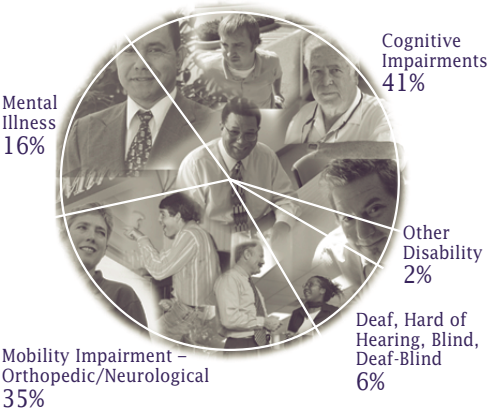 Cognitive
Impairments
41%
Mental
Illness
16%
Other
Disability
2%
Deaf, Hard of
Hearing, Blind,
Deaf-Blind
6%
Mobility Impairment –
Orthopedic/Neurological
35%